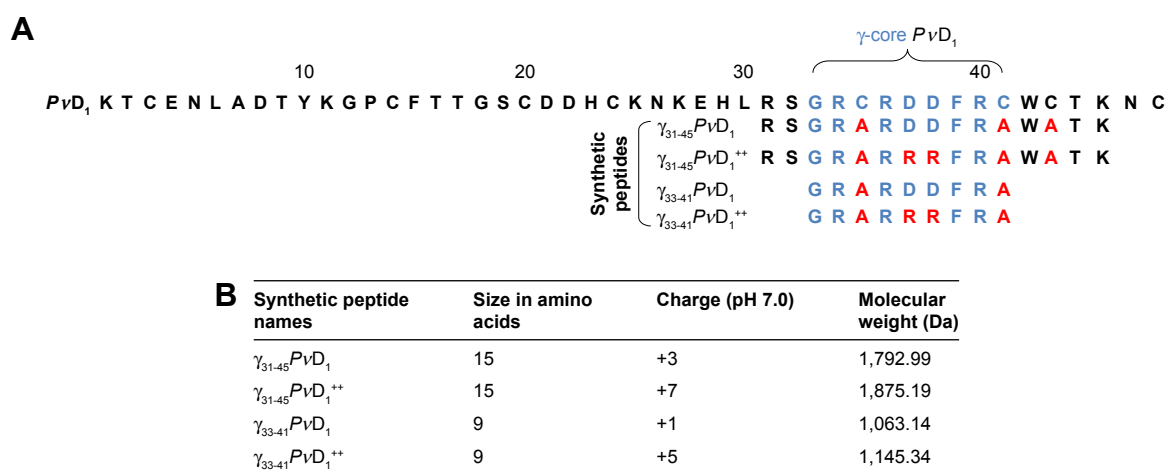 A
γ-core PvD₁
10 20 30 40
PvD₁ K T C E N L A D T Y K G P C F T T G S C D D H C K N K E H L R S G R C R D D F R C W C T K N C
Synthetic peptides
γ₃₁₋₄₅PvD₁ R S G R A R D D F R A W A T K
γ₃₁₋₄₅PvD₁⁺⁺ R S G R A R R R F R A W A T K
γ₃₃₋₄₁PvD₁ G R A R D D F R A
γ₃₃₋₄₁PvD₁⁺⁺ G R A R R R F R A
B
Synthetic peptide names Size in amino acids Charge (pH 7.0) Molecular weight (Da)
γ₃₁₋₄₅PvD₁ 15 +3 1,792.99
γ₃₁₋₄₅PvD₁⁺⁺ 15 +7 1,875.19
γ₃₃₋₄₁PvD₁ 9 +1 1,063.14
γ₃₃₋₄₁PvD₁⁺⁺ 9 +5 1,145.34